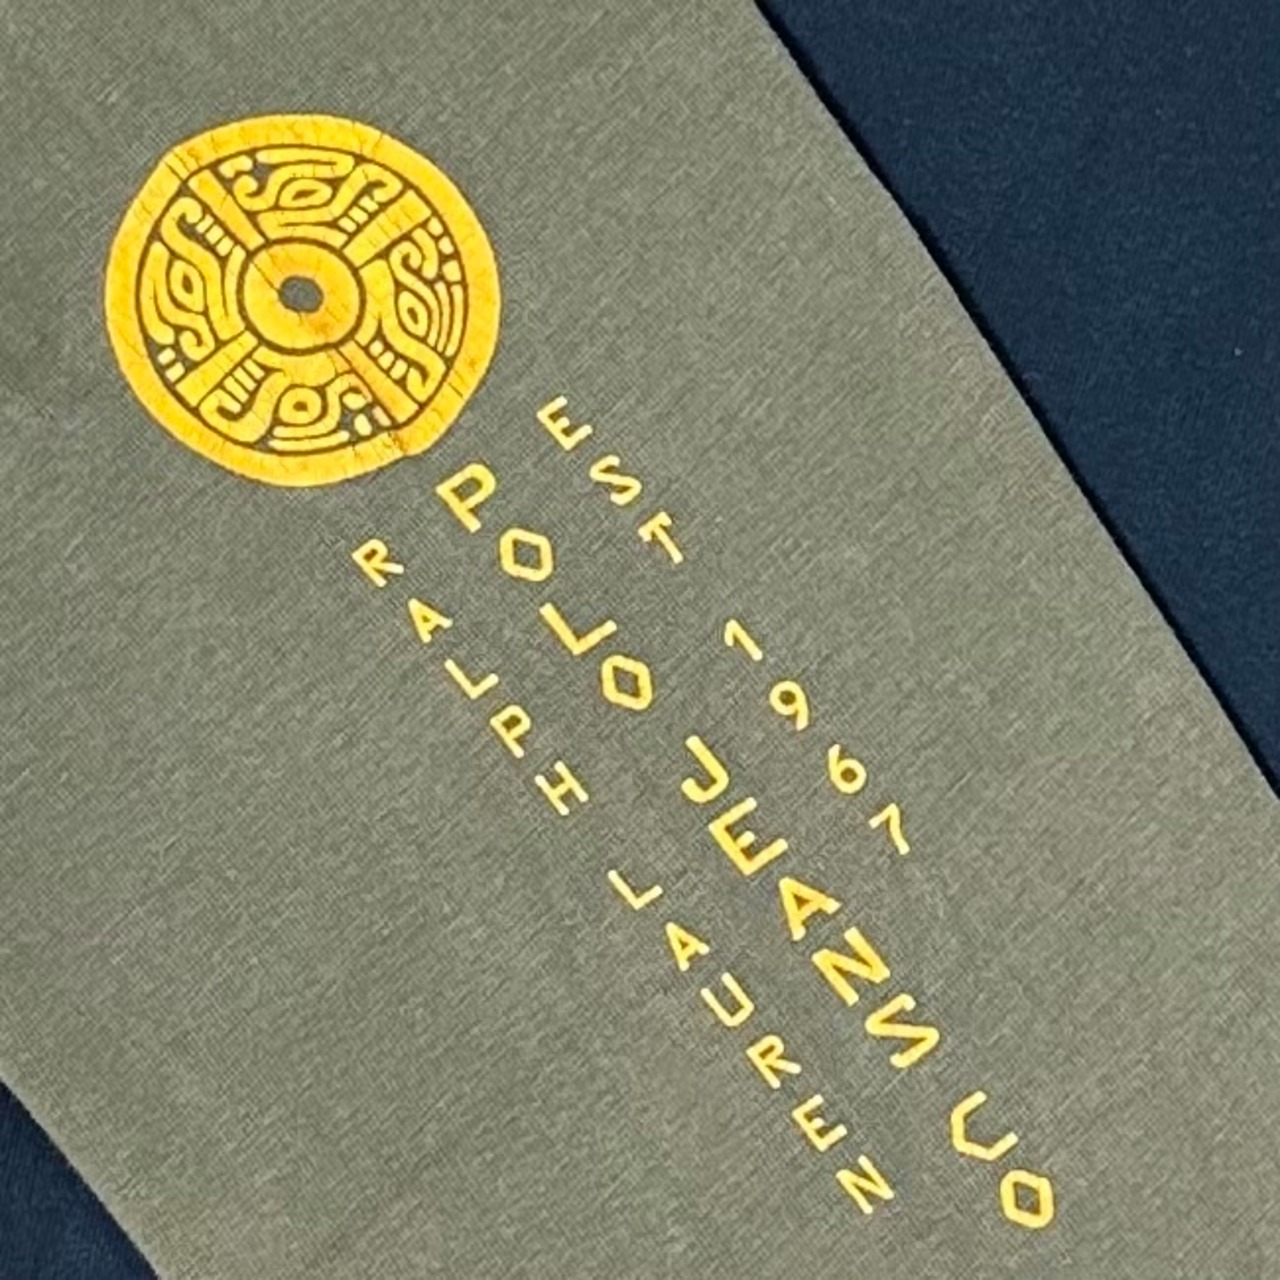 EST 1967
POLO JEANS CO
RALPH LAUREN